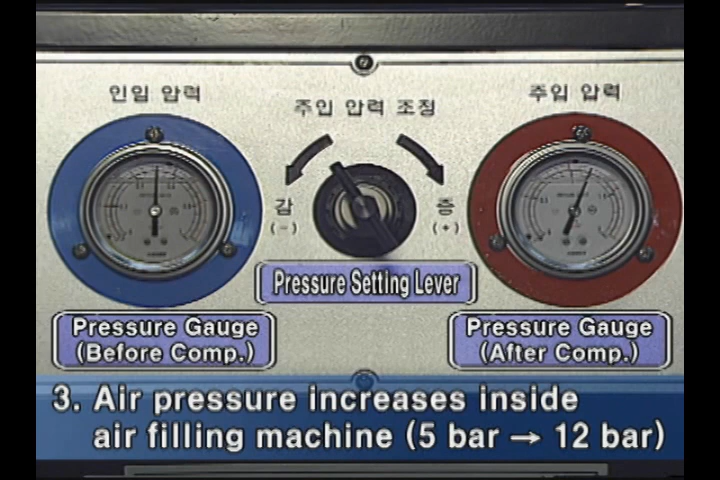 인입 압력
주입 압력 조정
주입 압력
감
(-)
증
(+)
Pressure Setting Lever
Pressure Gauge
(Before Comp.)
Pressure Gauge
(After Comp.)
3. Air pressure increases inside
air filling machine (5 bar → 12 bar)